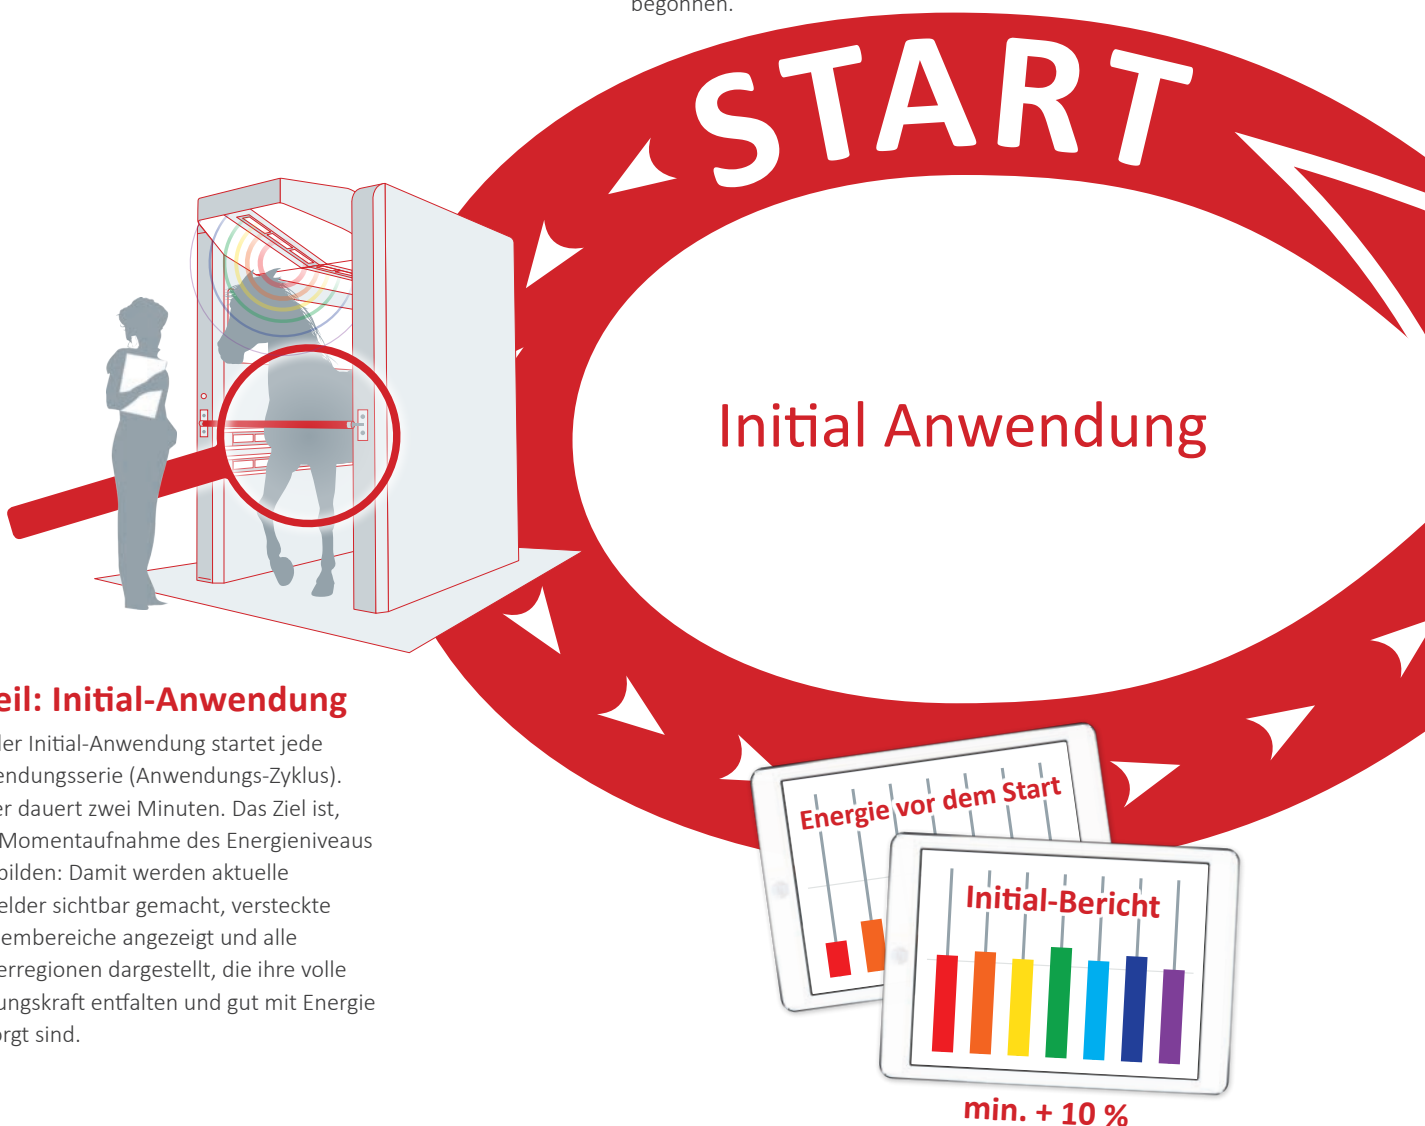 begonnen.
START
Initial Anwendung
eil: Initial-Anwendung
der Initial-Anwendung startet jede
endungsserie (Anwendungs-Zyklus).
er dauert zwei Minuten. Das Ziel ist,
Momentaufnahme des Energieniveaus
bilden: Damit werden aktuelle
elder sichtbar gemacht, versteckte
embereiche angezeigt und alle
erregionen dargestellt, die ihre volle
ungskraft entfalten und gut mit Energie
orgt sind.
Energie vor dem Start
Initial-Bericht
min. + 10 %